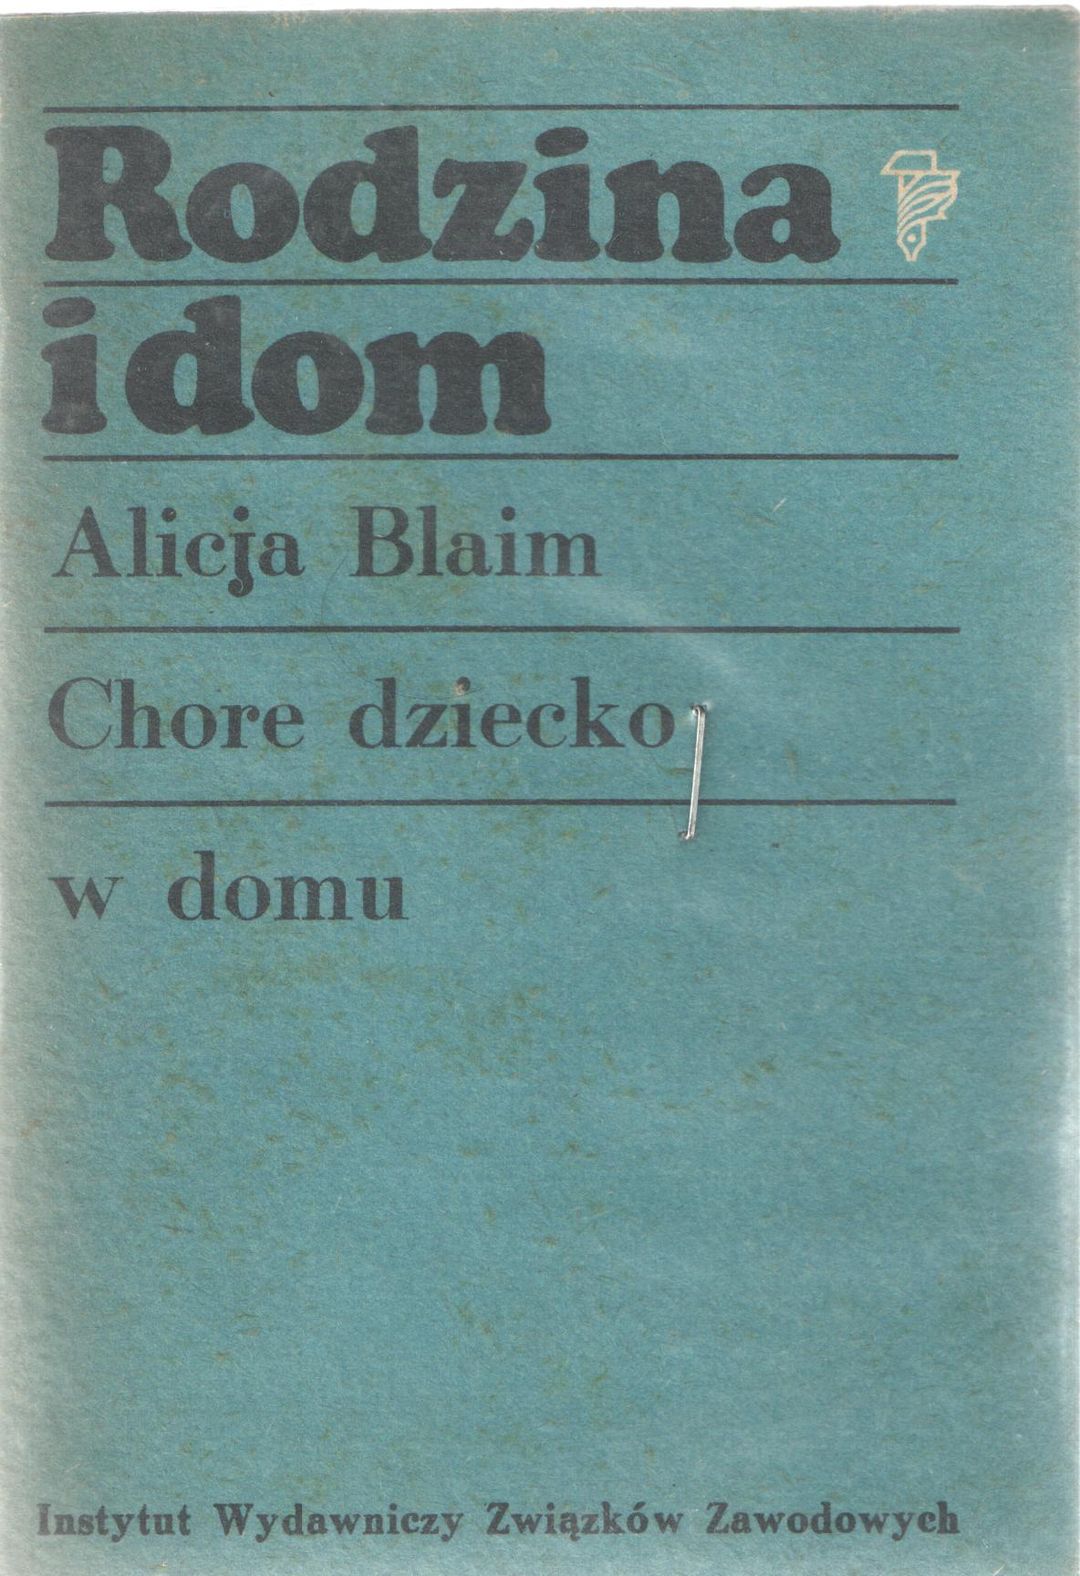 Rodzina
i dom
Alicja Blaim
Chore dziecko
w domu
Instytut Wydawniczy Związków Zawodowych